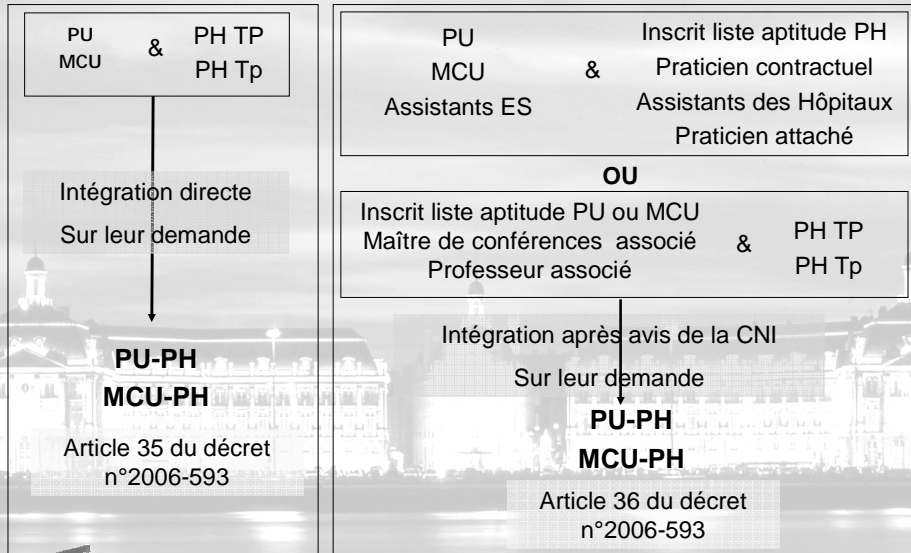 PU
MCU
&
PH TP
PH Tp
Intégration directe
Sur leur demande
PU-PH
MCU-PH
Article 35 du décret
n°2006-593
PU
MCU
Assistants ES
&
Inscrit liste aptitude PH
Praticien contractuel
Assistants des Hôpitaux
Praticien attaché
OU
Inscrit liste aptitude PU ou MCU
Maître de conférences associé
Professeur associé
&
PH TP
PH Tp
Intégration après avis de la CNI
Sur leur demande
PU-PH
MCU-PH
Article 36 du décret
n°2006-593